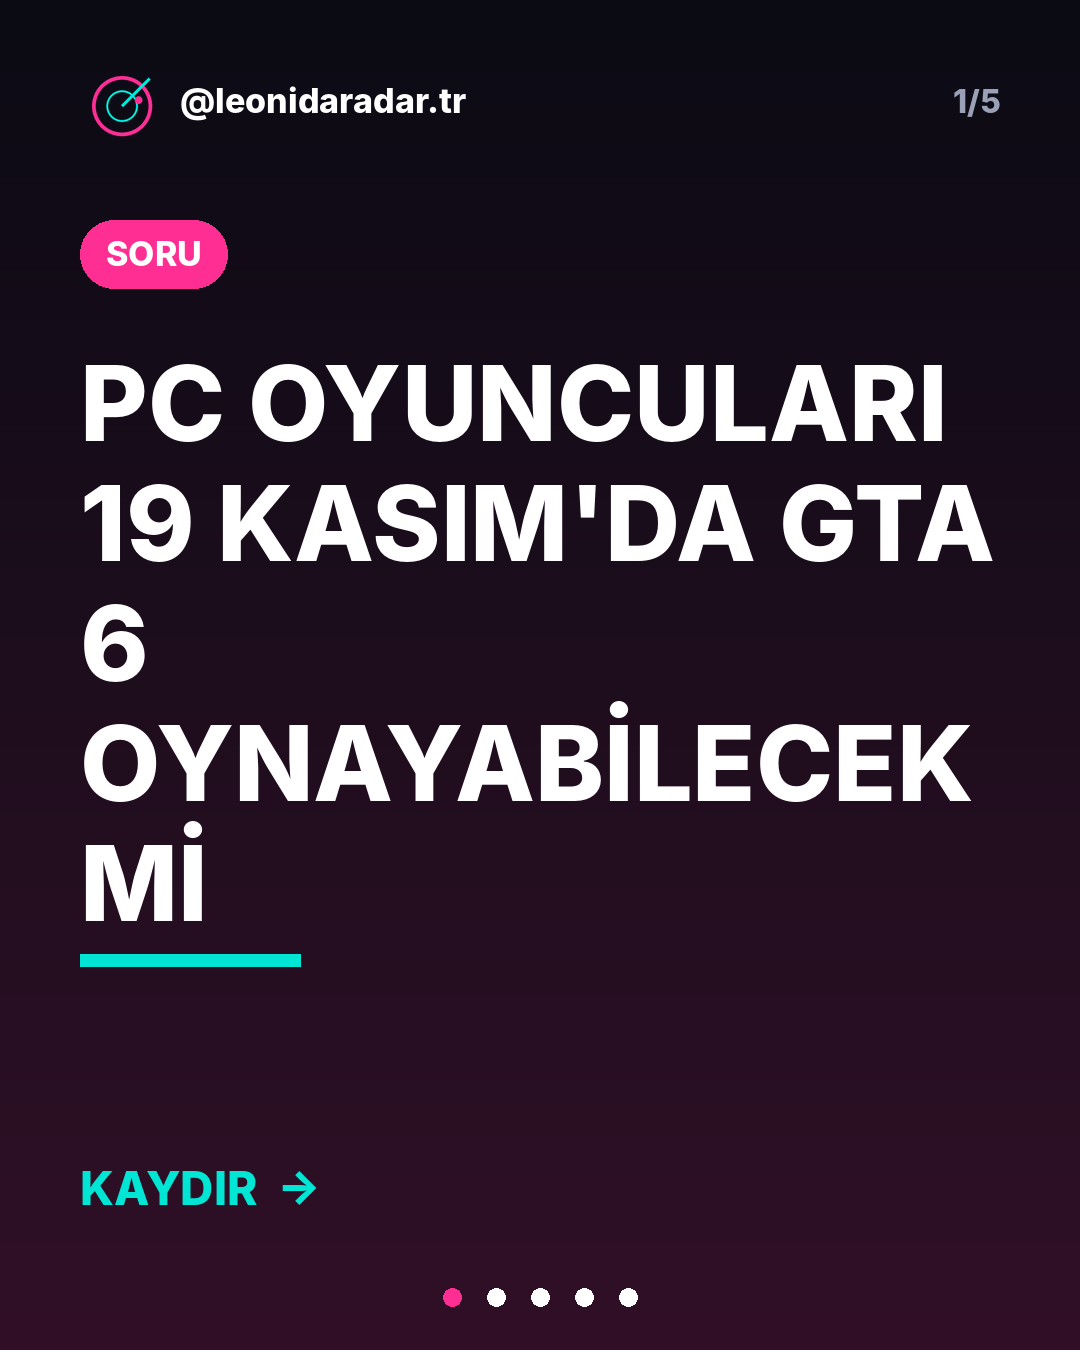 @leonidaradar.tr
1/5
SORU
PC OYUNCULARI
19 KASIM'DA GTA
6
OYNAYABİLECEK
Mİ
KAYDIR →